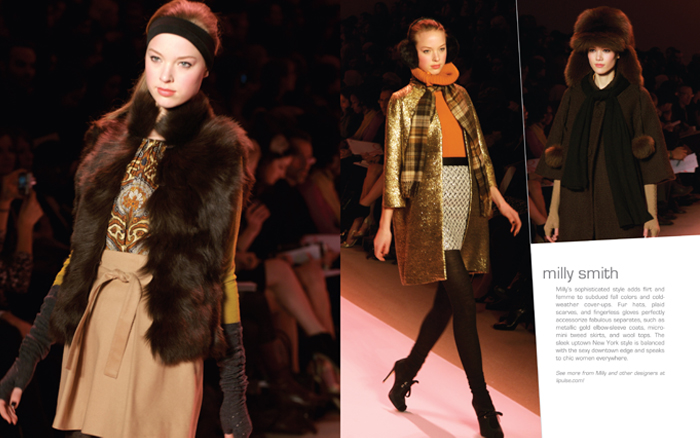 milly smith
Milly's sophisticated style adds flirt and
femme to subdued fall colors and cold-
weather cover-ups. Fur hats, plaid
scarves, and fingerless gloves perfectly
accessorize fabulous separates, such as
metallic gold elbow-sleeve coats, micro-
mini tweed skirts, and wool tops. The
sleek uptown New York style is balanced
with the sexy downtown edge and speaks
to chic women everywhere.
See more from Milly and other designers at